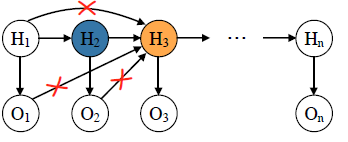 H1 H2 H3 ... Hn
O1 O2 O3 On